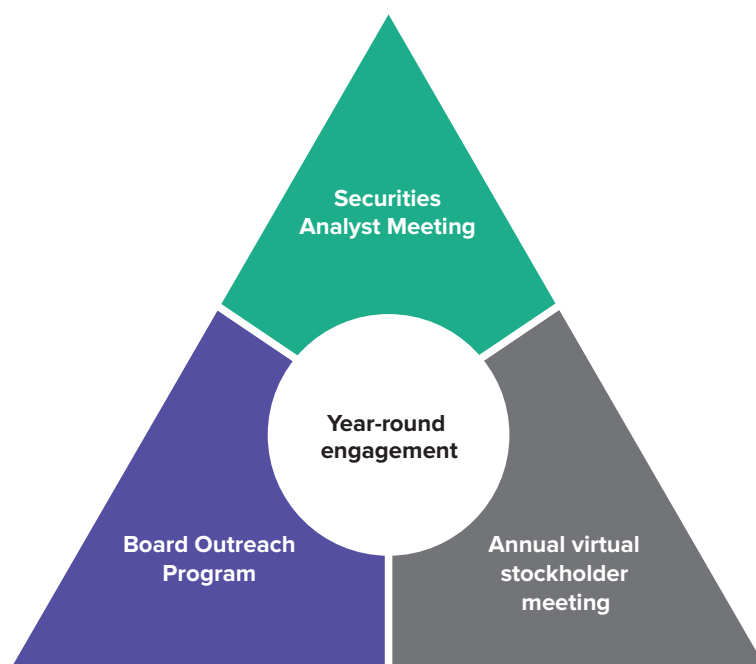 Securities
Analyst Meeting
Year-round
engagement
Board Outreach
Program
Annual virtual
stockholder
meeting